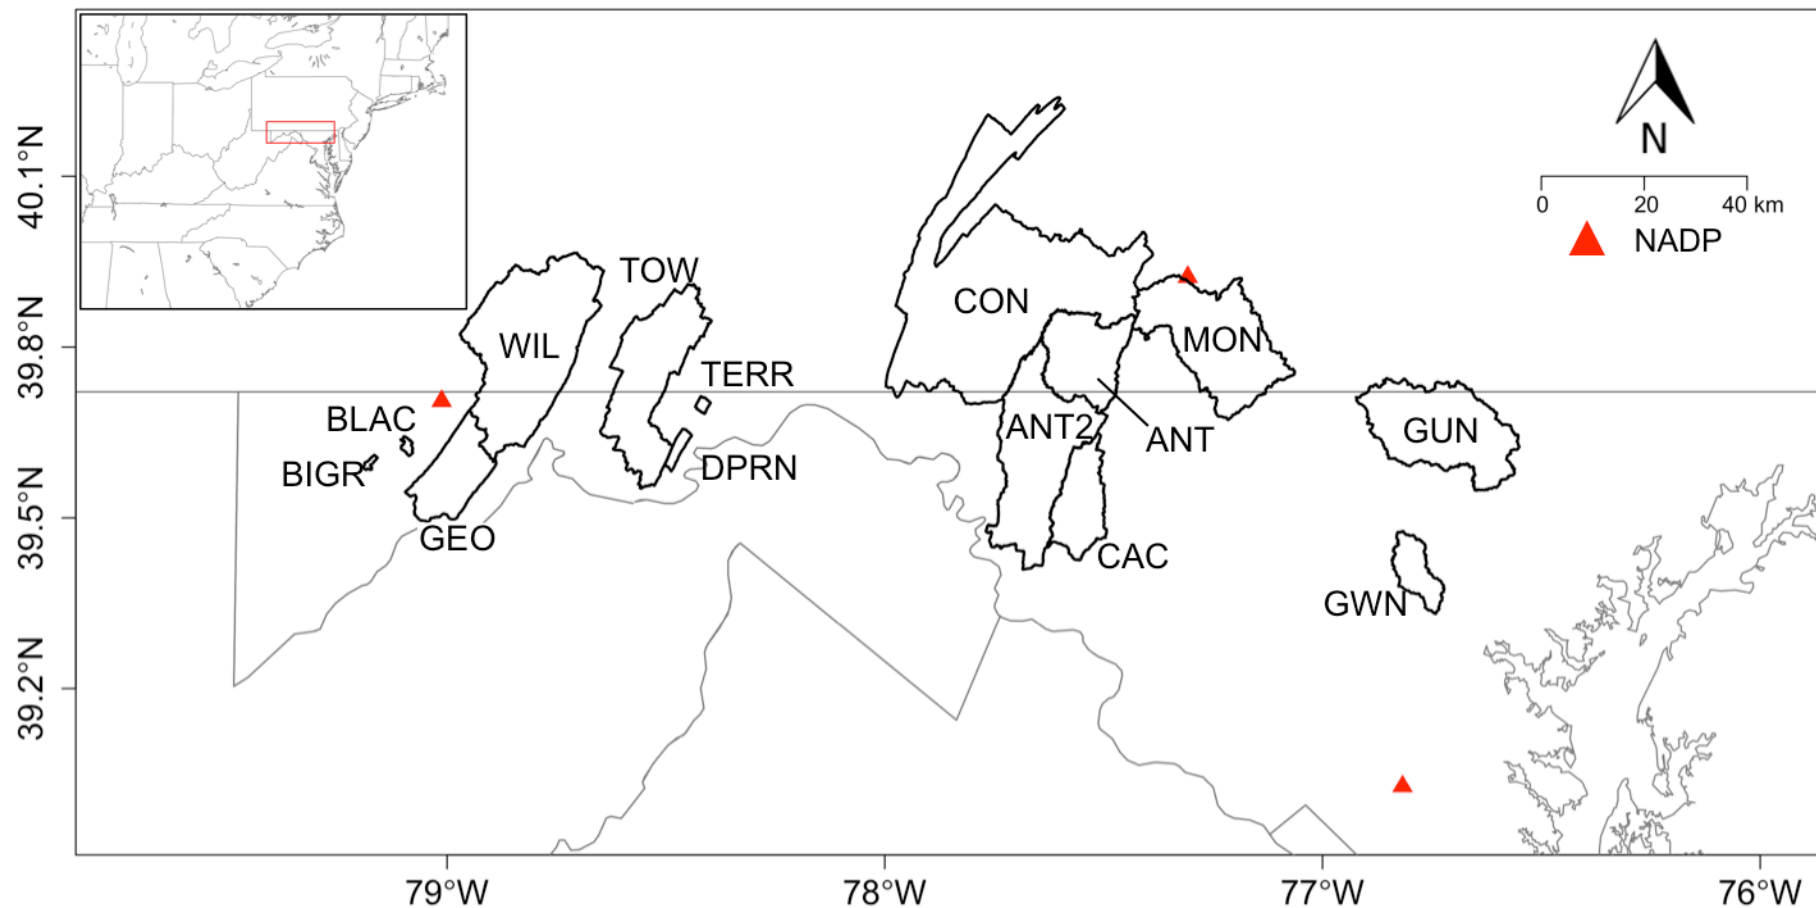 40.1°N
39.8°N
39.5°N
39.2°N
N
0 20 40 km
NADP
TOW
CON
WIL
MON
TERR
BLAC
ANT2
ANT
GUN
BIGR
DPRN
GEO
CAC
GWN
79°W 78°W 77°W 76°W